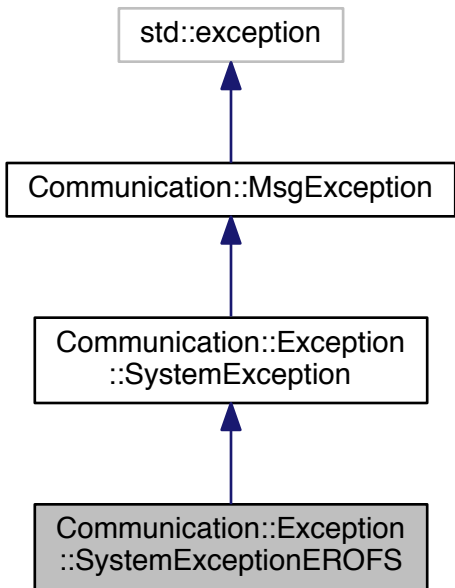 std::exception
Communication::MsgException
Communication::Exception
::SystemException
Communication::Exception
::SystemExceptionEROFS